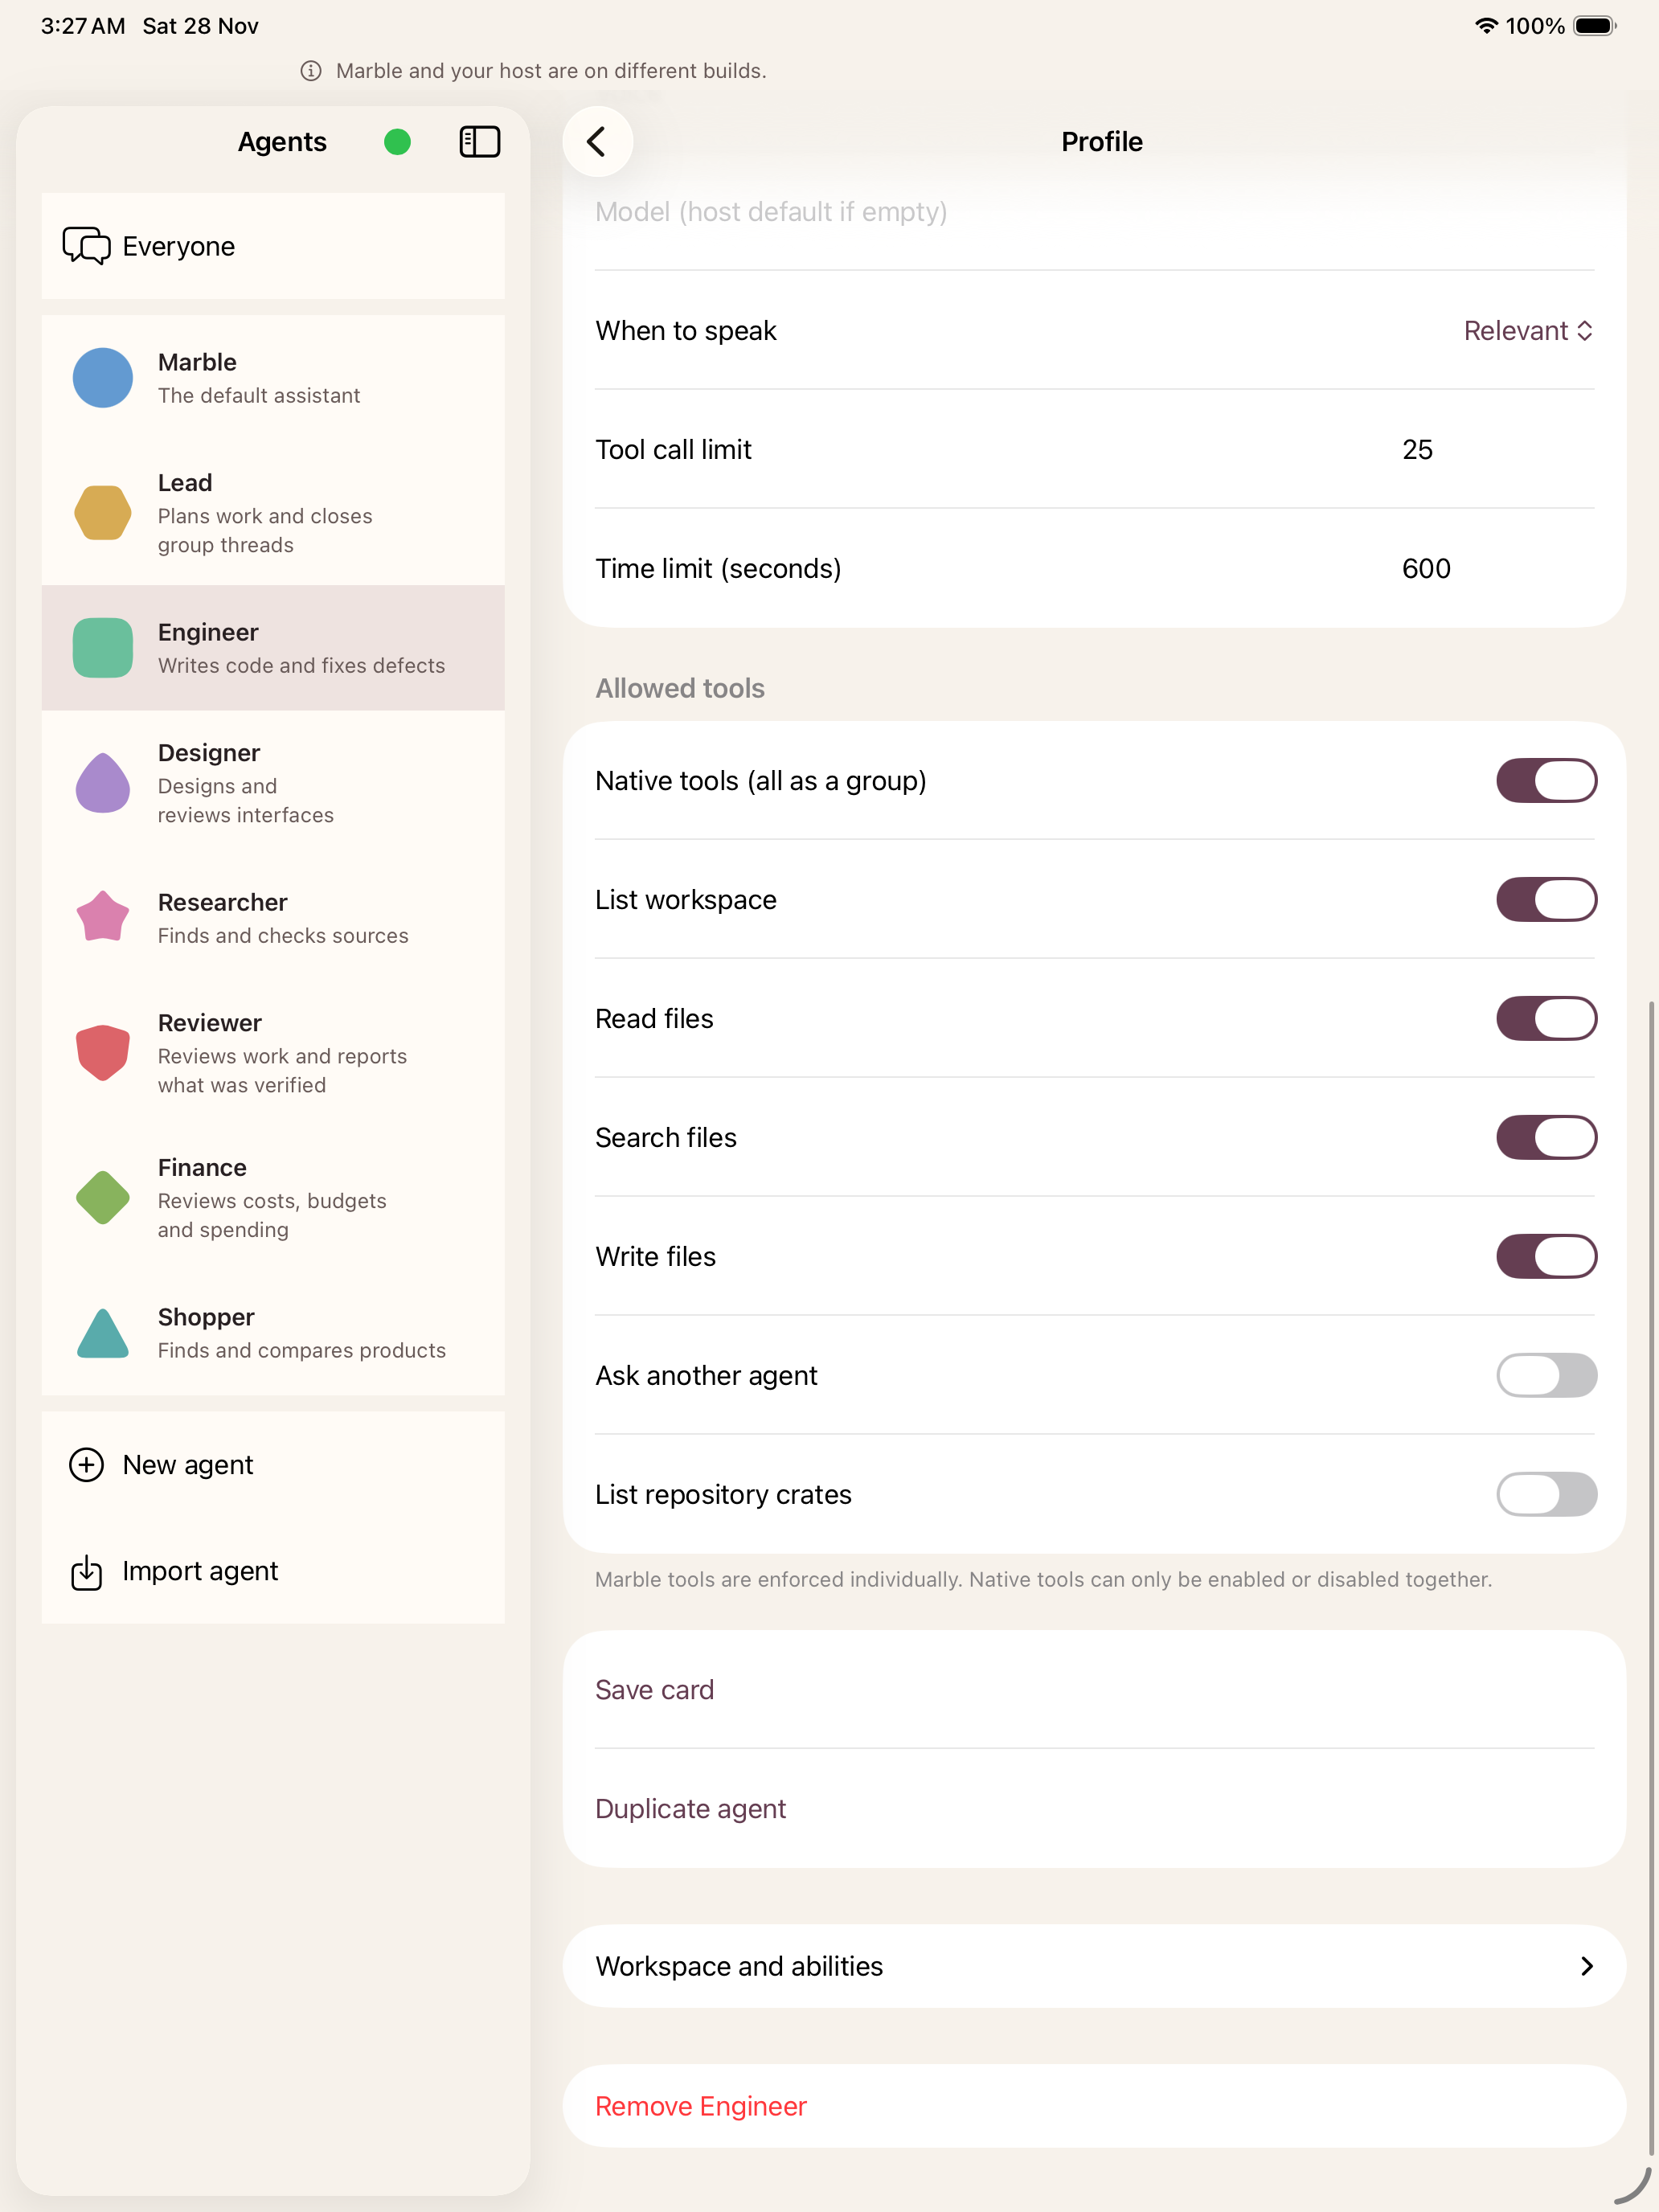 3:27 AM Sat 28 Nov
100%
Marble and your host are on different builds.
Agents
Everyone
Marble
The default assistant
Lead
Plans work and closes
group threads
Engineer
Writes code and fixes defects
Designer
Designs and
reviews interfaces
Researcher
Finds and checks sources
Reviewer
Reviews work and reports
what was verified
Finance
Reviews costs, budgets
and spending
Shopper
Finds and compares products
New agent
Import agent
Profile
Model (host default if empty)
When to speak
Relevant
Tool call limit
25
Time limit (seconds)
600
Allowed tools
Native tools (all as a group)
List workspace
Read files
Search files
Write files
Ask another agent
List repository crates
Marble tools are enforced individually. Native tools can only be enabled or disabled together.
Save card
Duplicate agent
Workspace and abilities
Remove Engineer